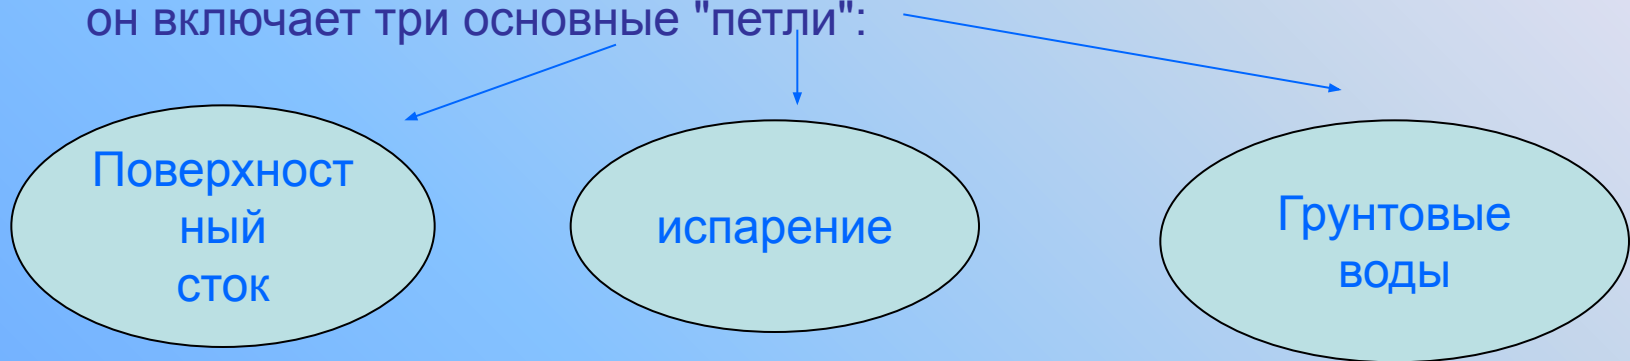 он включает три основные "петли":
Поверхност
ный
сток
испарение
Грунтовые
воды